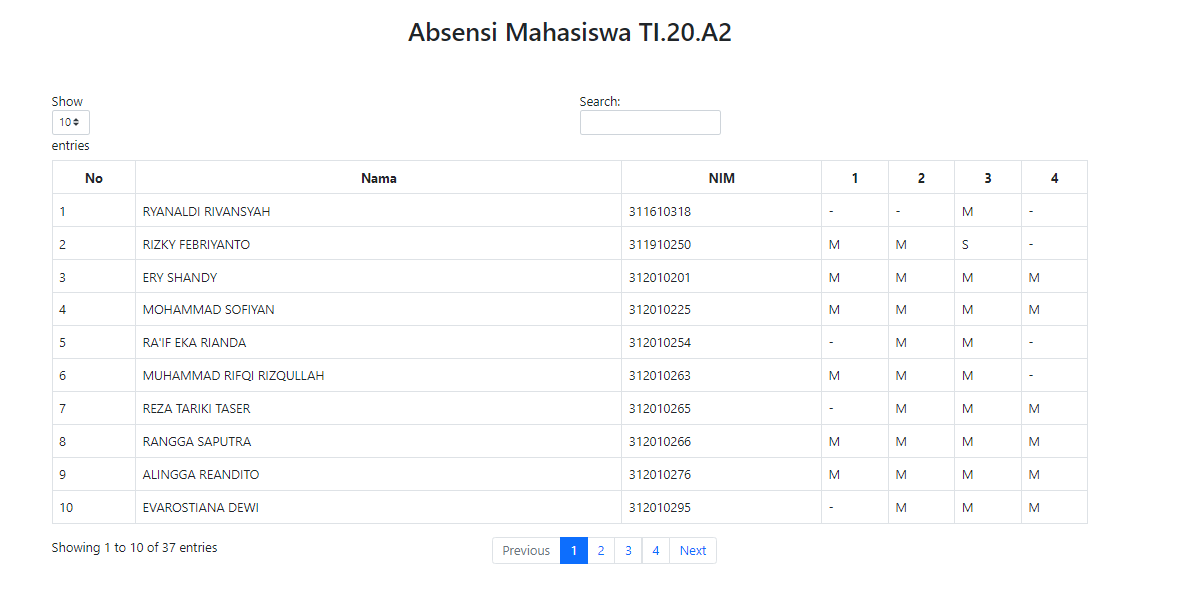 Absensi Mahasiswa TI.20.A2
Show
10
entries
Search:
No Nama NIM 1 2 3 4
1 RYANALDI RIVANSYAH 311610318 - - M -
2 RIZKY FEBRIYANTO 311910250 M M S -
3 ERY SHANDY 312010201 M M M M
4 MOHAMMAD SOFIYAN 312010225 M M M M
5 RA'IF EKA RIANDA 312010254 - M M -
6 MUHAMMAD RIFQI RIZQULLAH 312010263 M M M -
7 REZA TARIKI TASER 312010265 - M M M
8 RANGGA SAPUTRA 312010266 M M M M
9 ALINGGA REANDITO 312010276 M M M M
10 EVAROSTIANA DEWI 312010295 - M M M
Showing 1 to 10 of 37 entries
Previous 1 2 3 4 Next